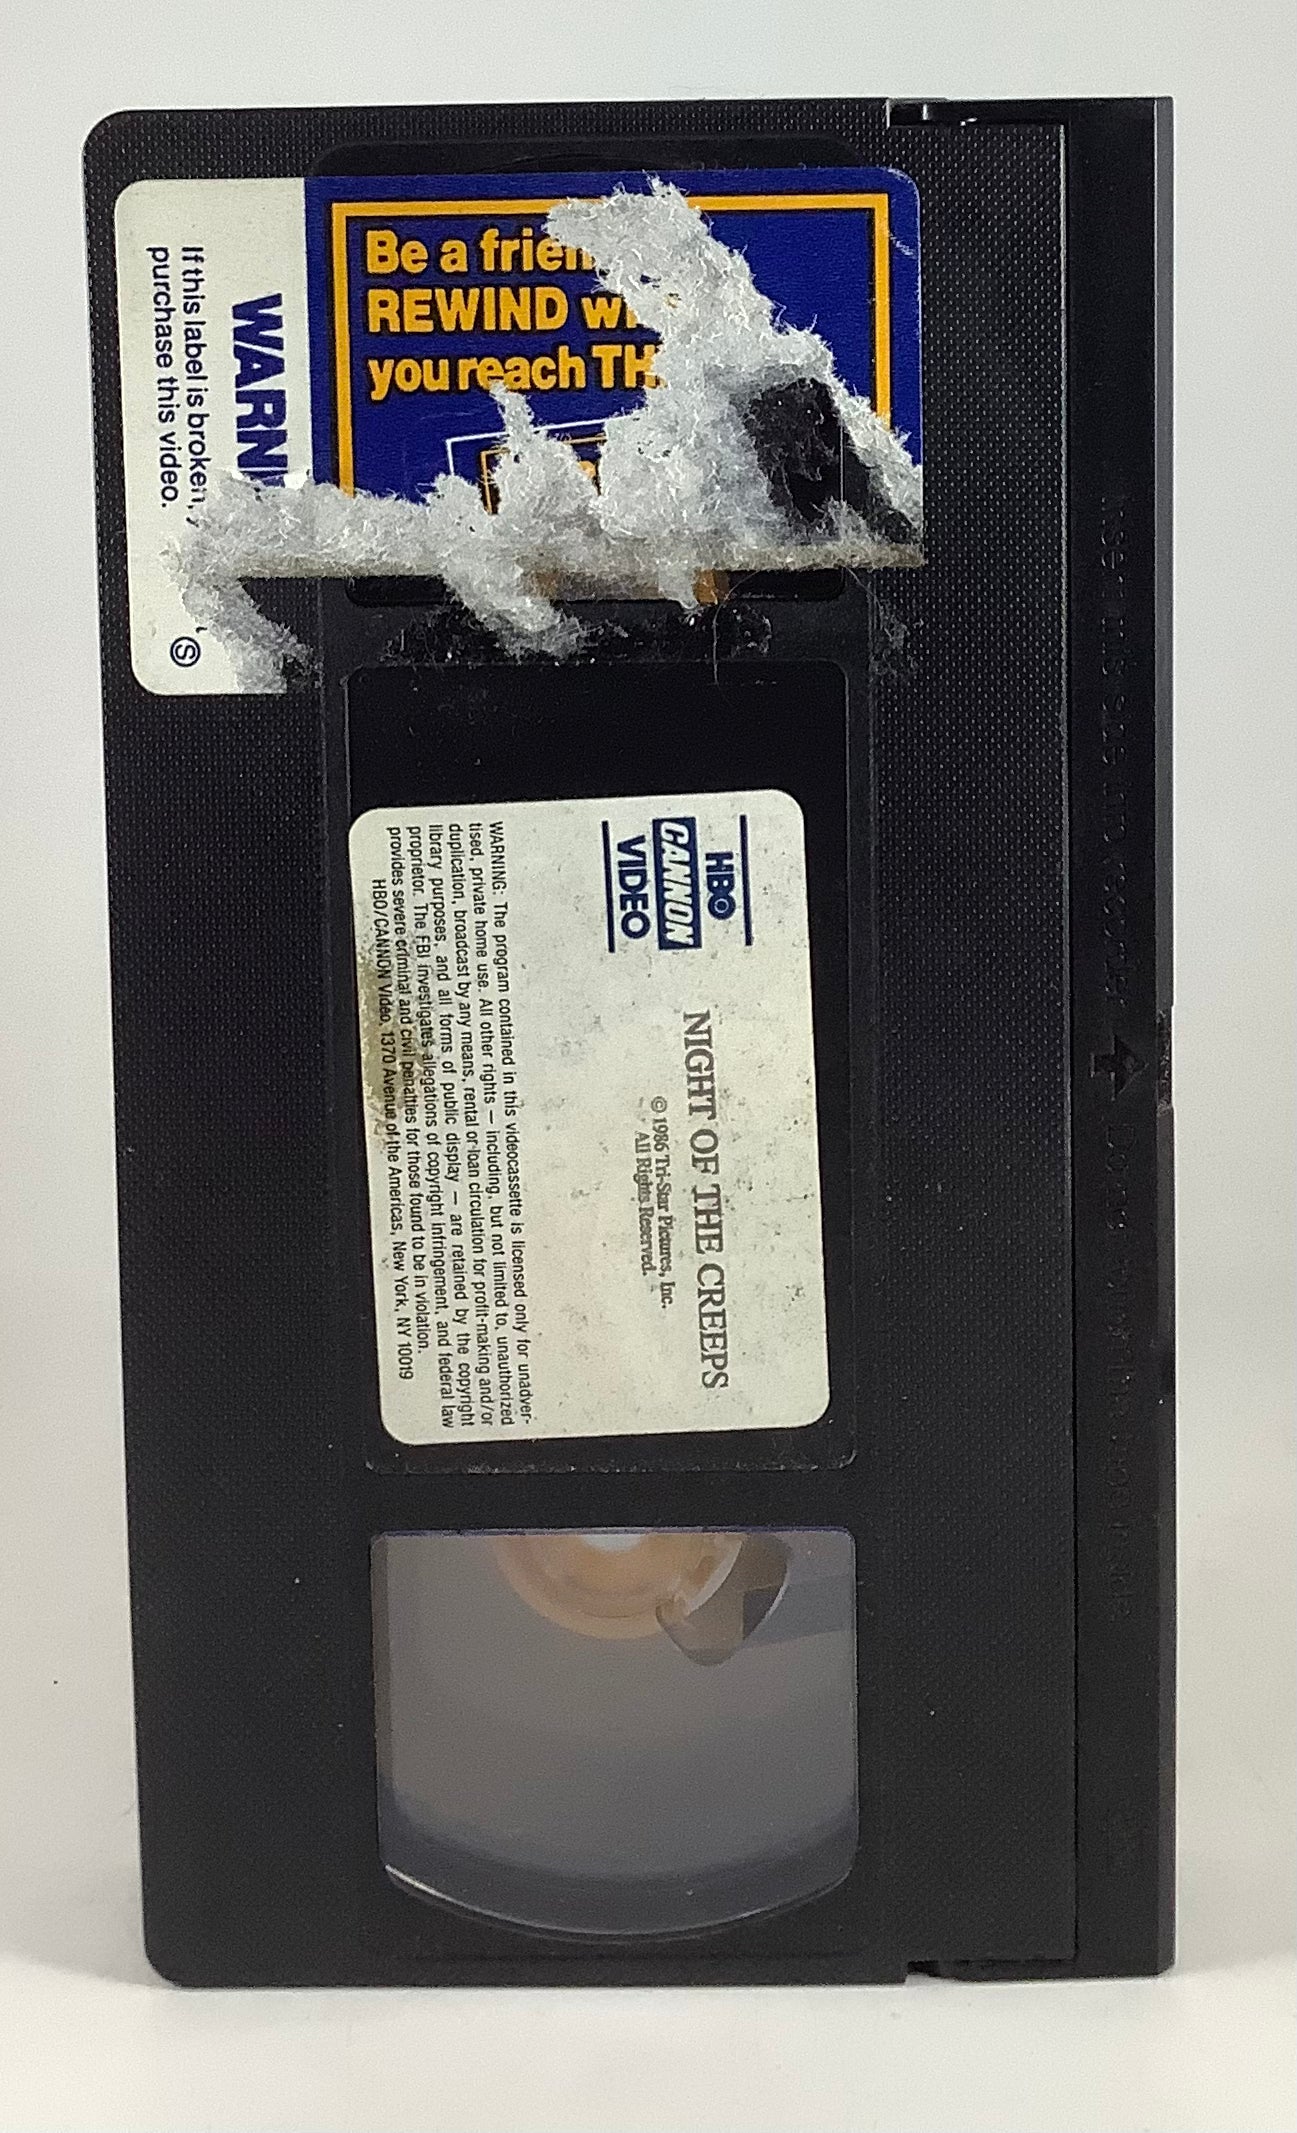 Be a frien
REWIND w
you reach TH
WARN
If this label is broken,
purchase this video.
Ⓢ
HBO
CANNON
VIDEO
NIGHT OF THE CREEPS
© 1986 Tri-Star Pictures, Inc.
All Rights Reserved.
WARNING: The program contained in this videocassette is licensed only for unadver-
tised, private home use. All other rights — including, but not limited to, unauthorized
duplication, broadcast by any means, rental or loan circulation for profit-making and/or
library purposes, and all forms of public display — are retained by the copyright
proprietor. The FBI investigates allegations of copyright infringement, and federal law
provides severe criminal and civil penalties for those found to be in violation.
HBO/CANNON Video, 1370 Avenue of the Americas, New York, NY 10019
Insert this side into recorder